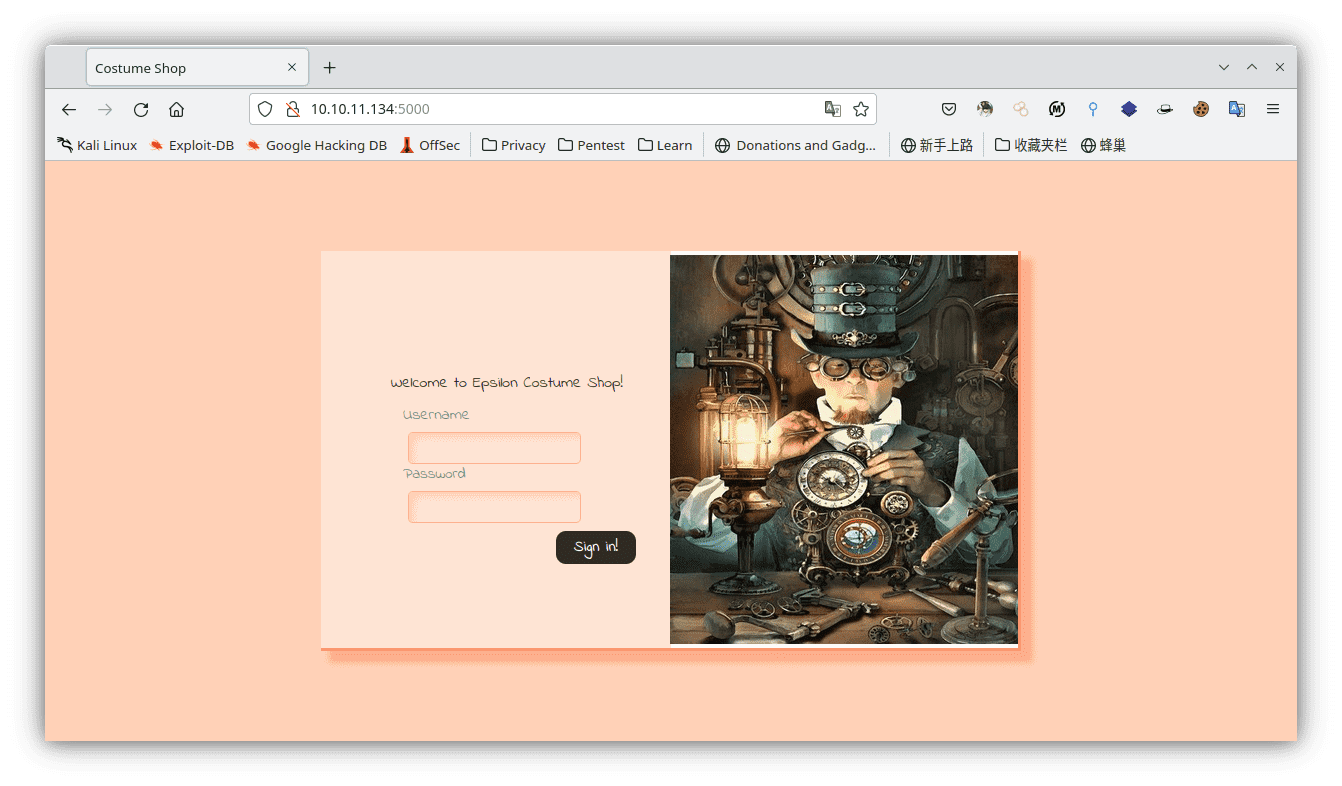 Costume Shop
10.10.11.134:5000
Kali Linux Exploit-DB Google Hacking DB OffSec Privacy Pentest Learn Donations and Gadg... 新手上路 收藏夹栏 蜂巢
Welcome to Epsilon Costume Shop!
Username
Password
Sign in!